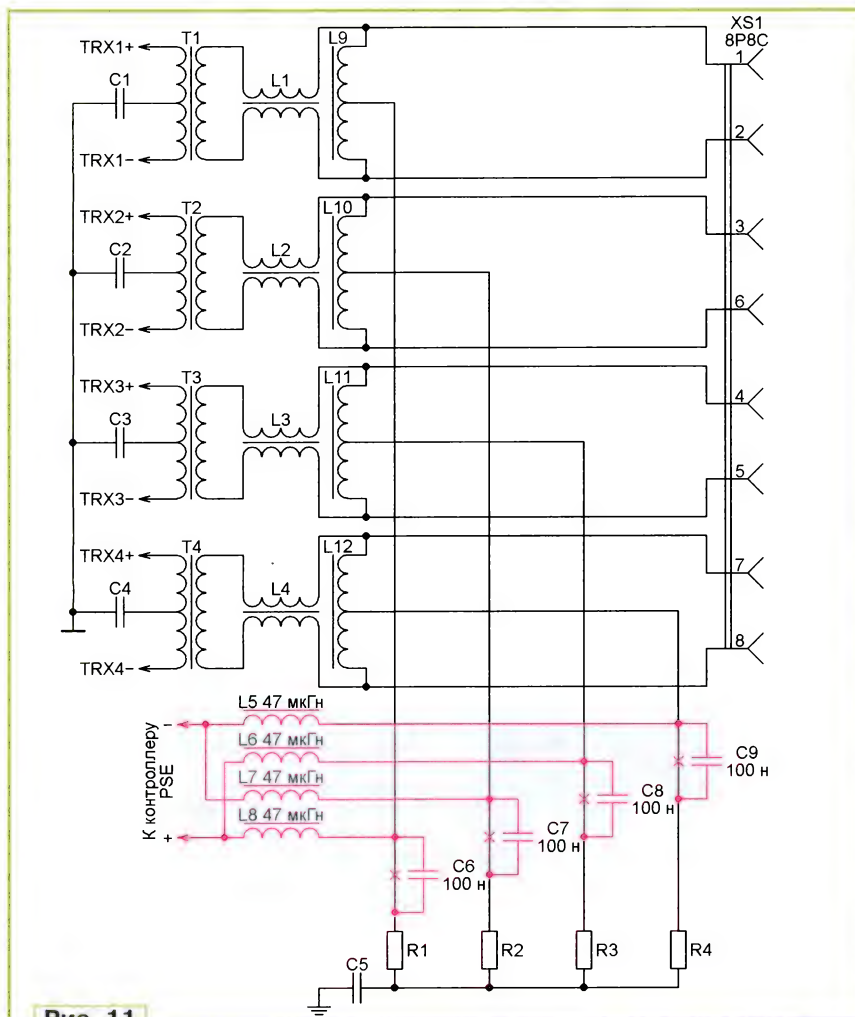 XS1
8P8C
TRX1+
T1
L9
1
C1
L1
2
TRX1−
TRX2+
T2
L10
3
C2
L2
6
TRX2−
TRX3+
T3
L11
4
C3
L3
5
TRX3−
TRX4+
T4
L12
7
C4
L4
8
TRX4−
К контроллеру
PSE
−
+
L5 47 мкГн
L6 47 мкГн
L7 47 мкГн
L8 47 мкГн
C9
100 н
C8
100 н
C7
100 н
C6
100 н
R1
R2
R3
R4
C5
Рис. 11